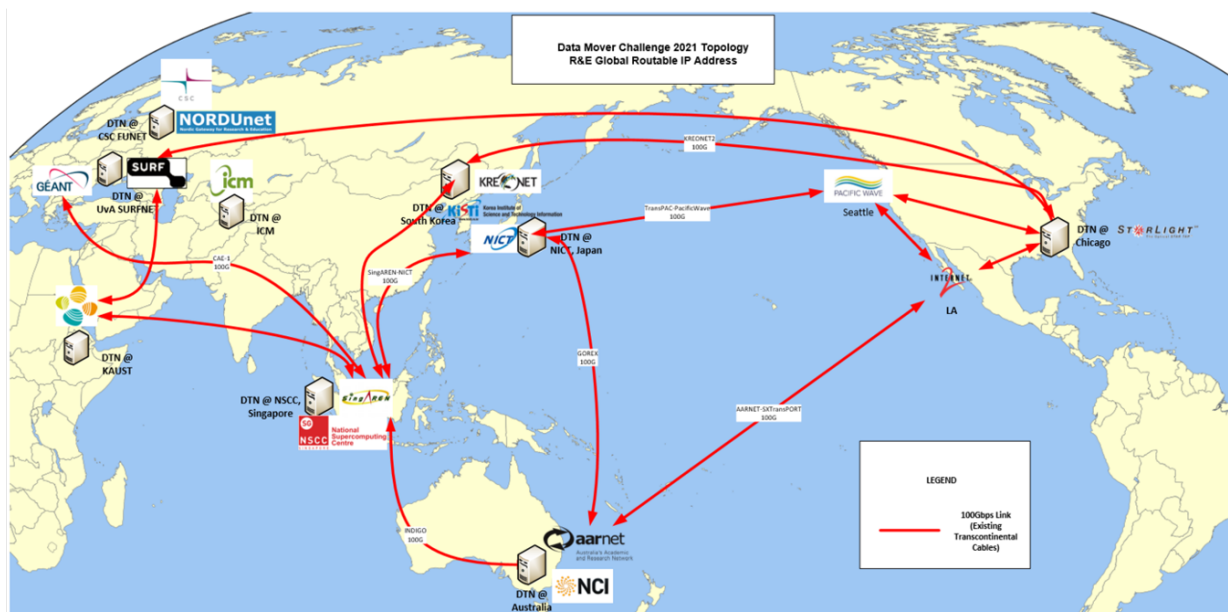 Data Mover Challenge 2021 Topology
R&E Global Routable IP Address
CSC
DTN @
CSC FUNET
NORDUnet
Nordic Gateway for Research & Education
GÉANT
DTN @
UvA SURFNET
SURF
icm
DTN @
ICM
KREONET2
100G
KREONET
DTN @
South Korea
KiSTi
Korea Institute of
Science and Technology Information
NICT
DTN @
NICT, Japan
TransPAC-PacificWave
100G
PACIFIC WAVE
Seattle
DTN @
Chicago
STARLIGHT
INTERNET
2
LA
CAE-1
100G
SingAREN-NICT
100G
DTN @
KAUST
GOREX
100G
DTN @ NSCC,
Singapore
SingAREN
SG
NSCC
SINGAPORE
National
Supercomputing
Centre
AARNET-SXTransPORT
100G
INDIGO
100G
aarnet
Australia's Academic
and Research Network
DTN @
Australia
NCI
LEGEND
100Gbps Link
(Existing
Transcontinental
Cables)